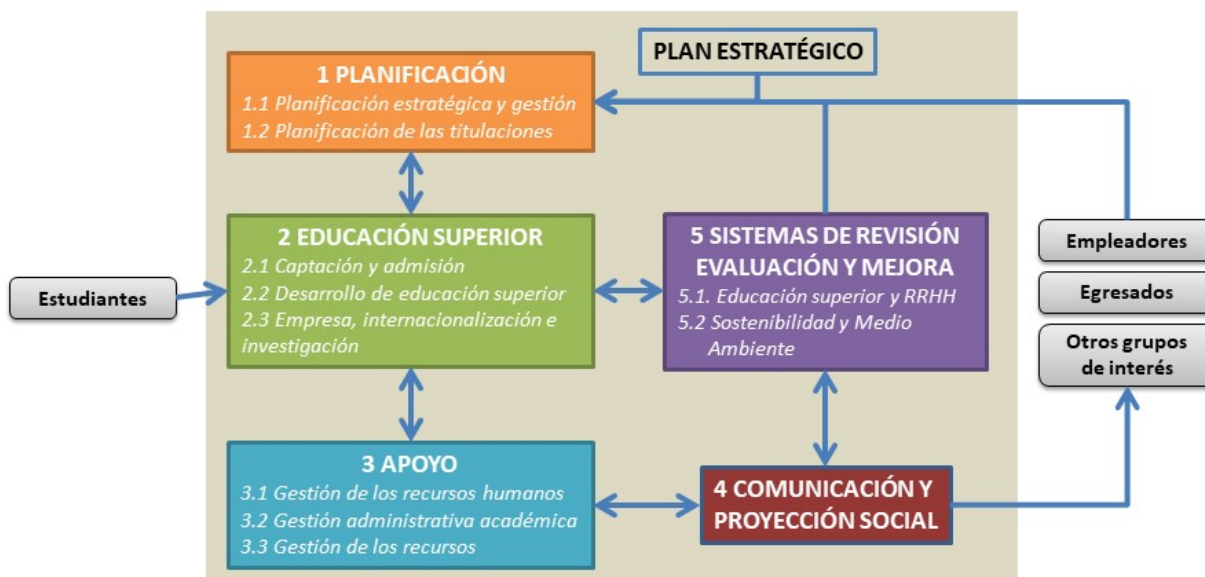 PLAN ESTRATÉGICO
1 PLANIFICACIÓN
1.1 Planificación estratégica y gestión
1.2 Planificación de las titulaciones
2 EDUCACIÓN SUPERIOR
2.1 Captación y admisión
2.2 Desarrollo de educación superior
2.3 Empresa, internacionalización e
investigación
5 SISTEMAS DE REVISIÓN
EVALUACIÓN Y MEJORA
5.1. Educación superior y RRHH
5.2 Sostenibilidad y Medio
Ambiente
Estudiantes
Empleadores
Egresados
Otros grupos
de interés
3 APOYO
3.1 Gestión de los recursos humanos
3.2 Gestión administrativa académica
3.3 Gestión de los recursos
4 COMUNICACIÓN Y
PROYECCIÓN SOCIAL